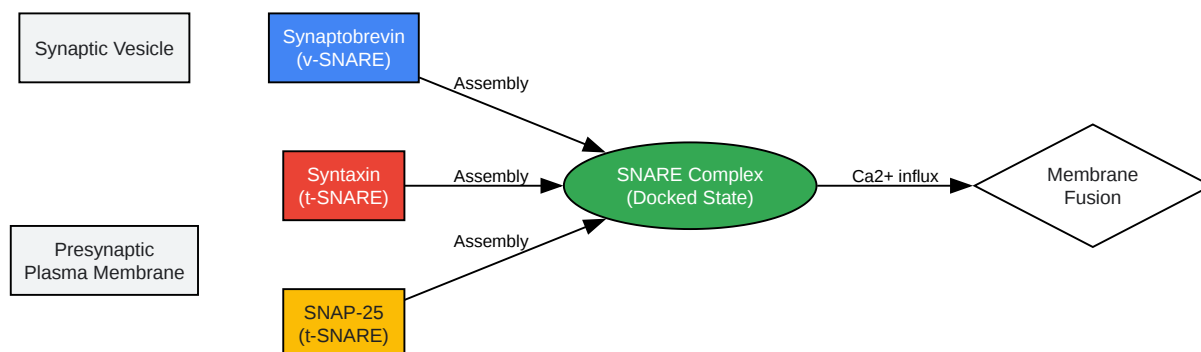 Synaptic Vesicle
Synaptobrevin
(v-SNARE)
Assembly
Syntaxin
(t-SNARE)
Assembly
SNARE Complex
(Docked State)
Ca2+ influx
Membrane
Fusion
Presynaptic
Plasma Membrane
Assembly
SNAP-25
(t-SNARE)